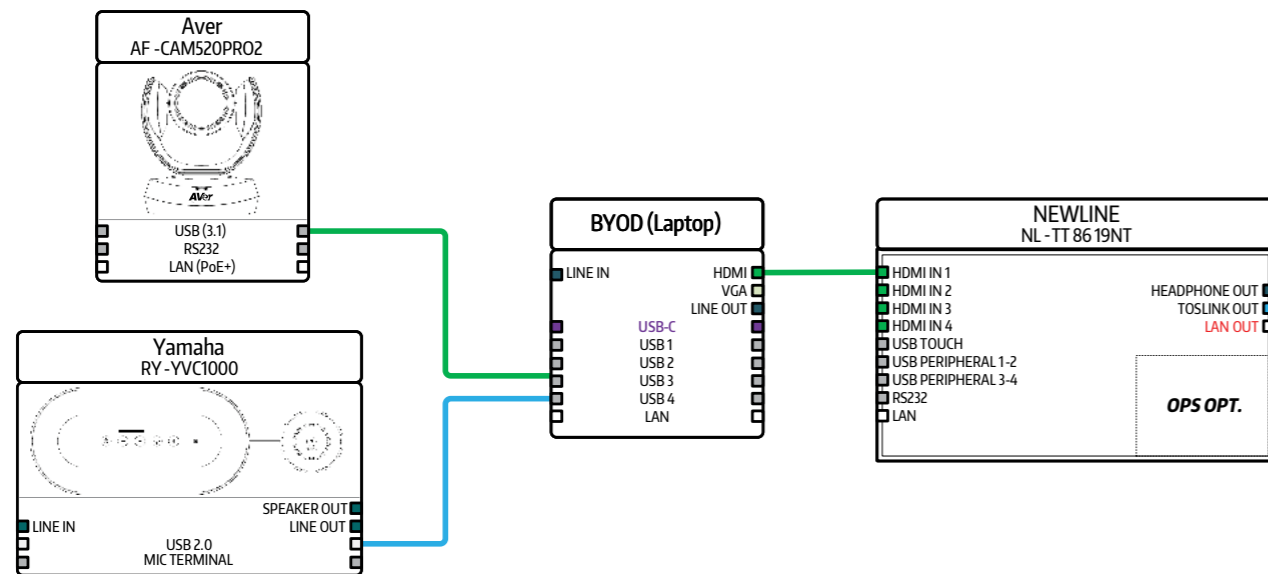 Aver
AF -CAM520PRO2
AVer
USB (3.1)
RS232
LAN (PoE+)
Yamaha
RY -YVC1000
SPEAKER OUT
LINE IN
LINE OUT
USB 2.0
MIC TERMINAL
BYOD (Laptop)
LINE IN
HDMI
VGA
LINE OUT
USB-C
USB 1
USB 2
USB 3
USB 4
LAN
NEWLINE
NL -TT 86 19NT
HDMI IN 1
HDMI IN 2
HDMI IN 3
HDMI IN 4
USB TOUCH
USB PERIPHERAL 1-2
USB PERIPHERAL 3-4
RS232
LAN
HEADPHONE OUT
TOSLINK OUT
LAN OUT
OPS OPT.